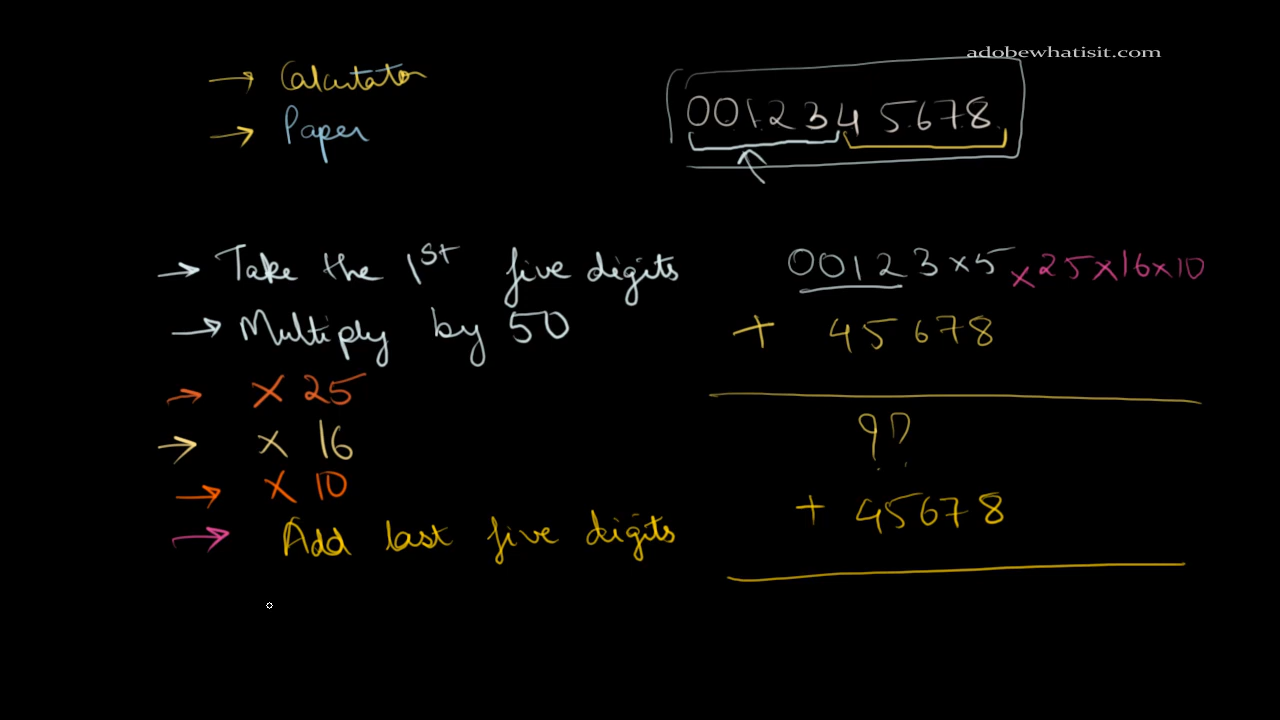 adobewhatisit.com
→ Calcutator
→ Paper
0012345678
→ Take the 1st five digits
→ Multiply by 50
→ × 25
→ × 16
→ × 10
→ Add last five digits
00123×5×25×16×10
+ 45678
+ 45678